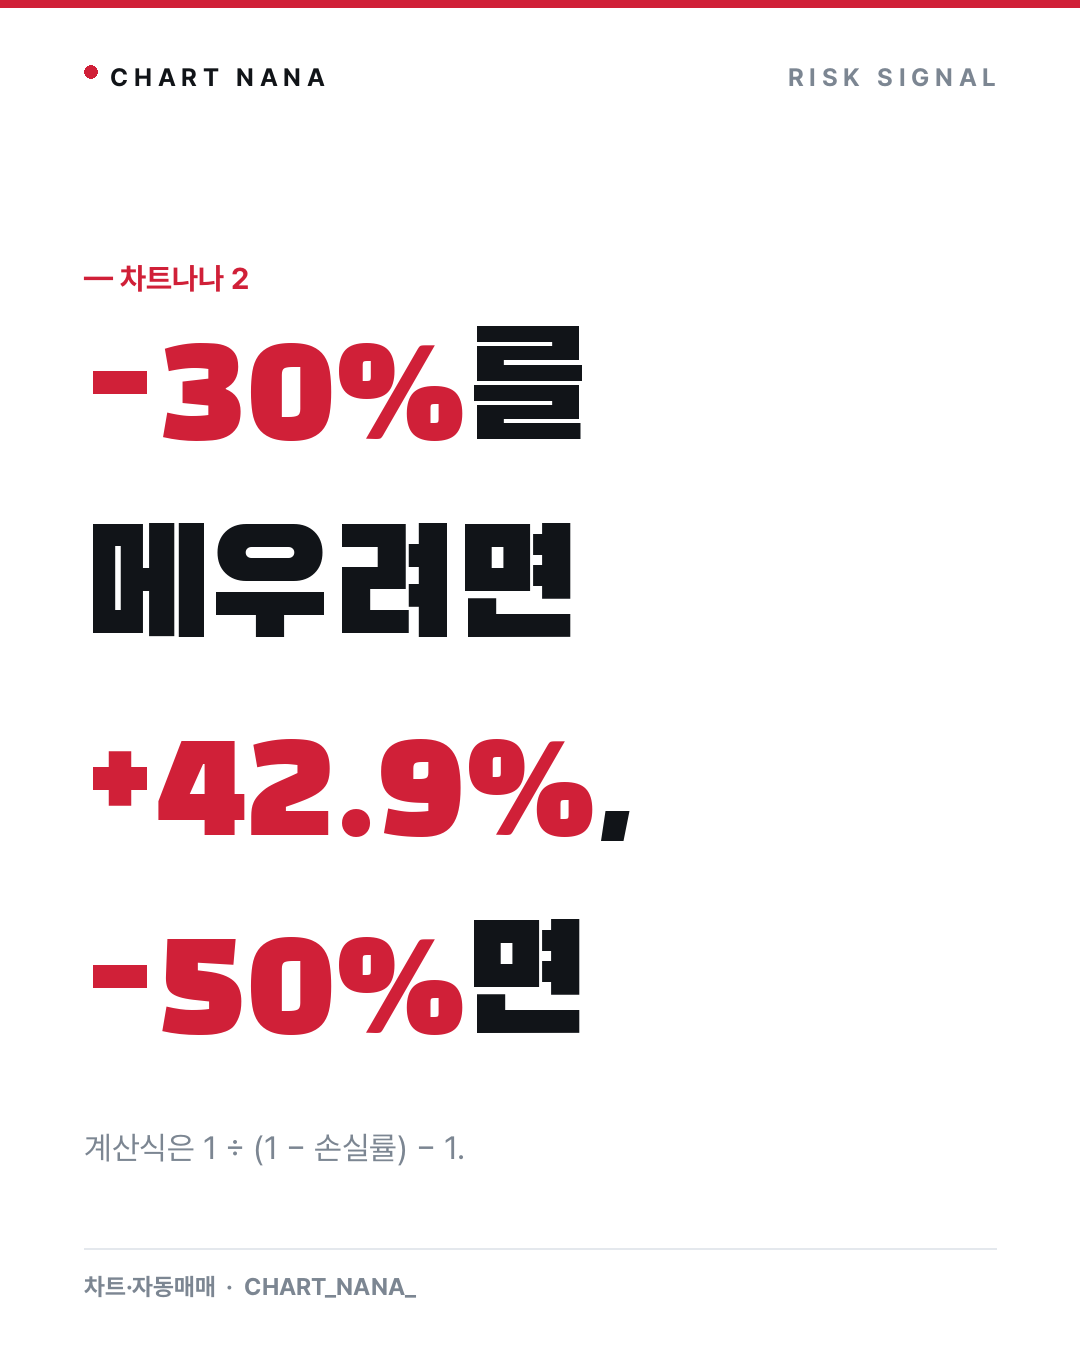 CHART NANA
RISK SIGNAL
— 차트나나 2
-30%를
메우려면
+42.9%,
-50%면
계산식은 1 ÷ (1 − 손실률) − 1.
차트·자동매매 · CHART_NANA_